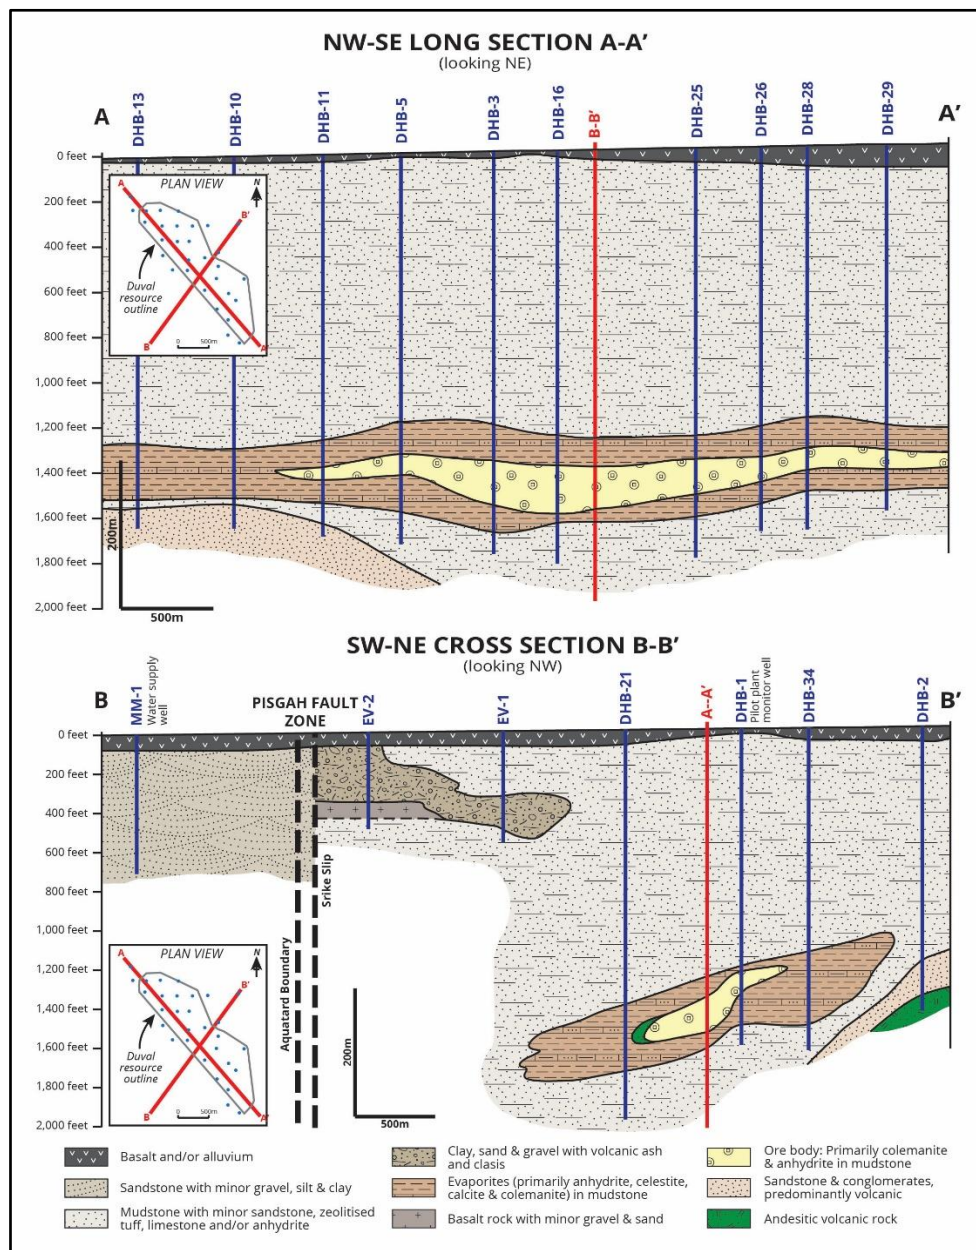 NW-SE LONG SECTION A-A’
(looking NE)
A
DHB-13
DHB-10
DHB-11
DHB-5
DHB-3
DHB-16
B-B’
DHB-25
DHB-26
DHB-28
DHB-29
A’
0 feet
200 feet
400 feet
600 feet
800 feet
1,000 feet
1,200 feet
1,400 feet
1,600 feet
1,800 feet
2,000 feet
PLAN VIEW
A
N
B’
Duval
resource
outline
B
0 500m
A’
200m
500m
SW-NE CROSS SECTION B-B’
(looking NW)
B
MM-1
Water supply
well
PISGAH FAULT
ZONE
EV-2
EV-1
DHB-21
A--A’
DHB-1
Pilot plant
monitor well
DHB-34
DHB-2
B’
0 feet
200 feet
400 feet
600 feet
800 feet
1,000 feet
1,200 feet
1,400 feet
1,600 feet
1,800 feet
2,000 feet
Aquatard Boundary
Srike Slip
PLAN VIEW
A
N
B’
Duval
resource
outline
B
0 500m
A’
200m
500m
Basalt and/or alluvium
Sandstone with minor gravel, silt & clay
Mudstone with minor sandstone, zeolitised
tuff, limestone and/or anhydrite
Clay, sand & gravel with volcanic ash
and clasis
Evaporites (primarily anhydrite, celestite,
calcite & colemanite) in mudstone
Basalt rock with minor gravel & sand
Ore body: Primarily colemanite
& anhydrite in mudstone
Sandstone & conglomerates,
predominantly volcanic
Andesitic volcanic rock